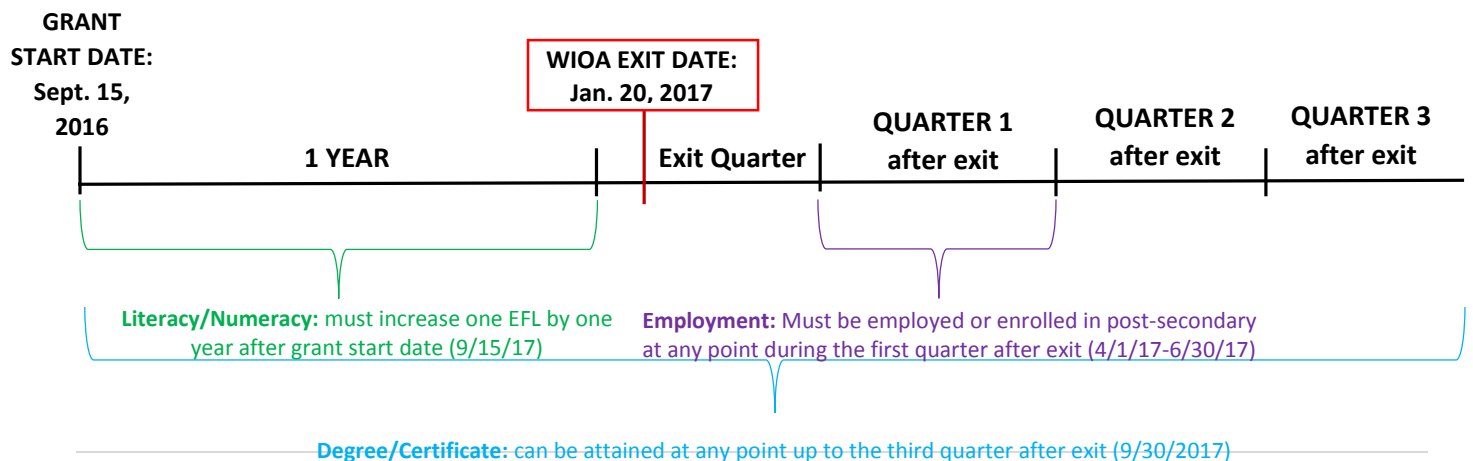 GRANT
START DATE:
Sept. 15,
2016
WIOA EXIT DATE:
Jan. 20, 2017
1 YEAR
Exit Quarter
QUARTER 1
after exit
QUARTER 2
after exit
QUARTER 3
after exit
Literacy/Numeracy: must increase one EFL by one
year after grant start date (9/15/17)
Employment: Must be employed or enrolled in post-secondary
at any point during the first quarter after exit (4/1/17-6/30/17)
Degree/Certificate: can be attained at any point up to the third quarter after exit (9/30/2017)